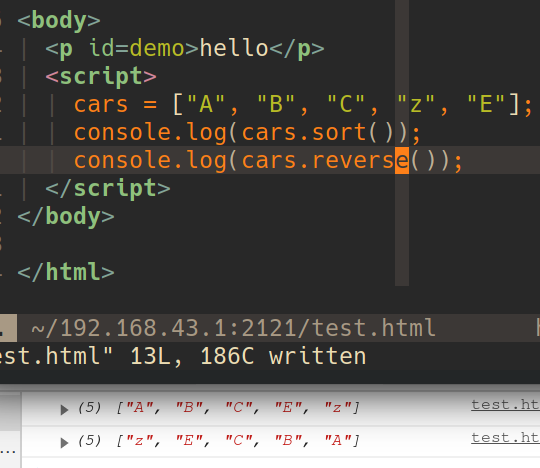 <body>
<p id=demo>hello</p>
<script>
cars = ["A", "B", "C", "z", "E"];
console.log(cars.sort());
console.log(cars.reverse());
</script>
</body>
</html>
~/192.168.43.1:2121/test.html
est.html" 13L, 186C written
(5) ["A", "B", "C", "E", "z"] test.ht
(5) ["z", "E", "C", "B", "A"] test.ht